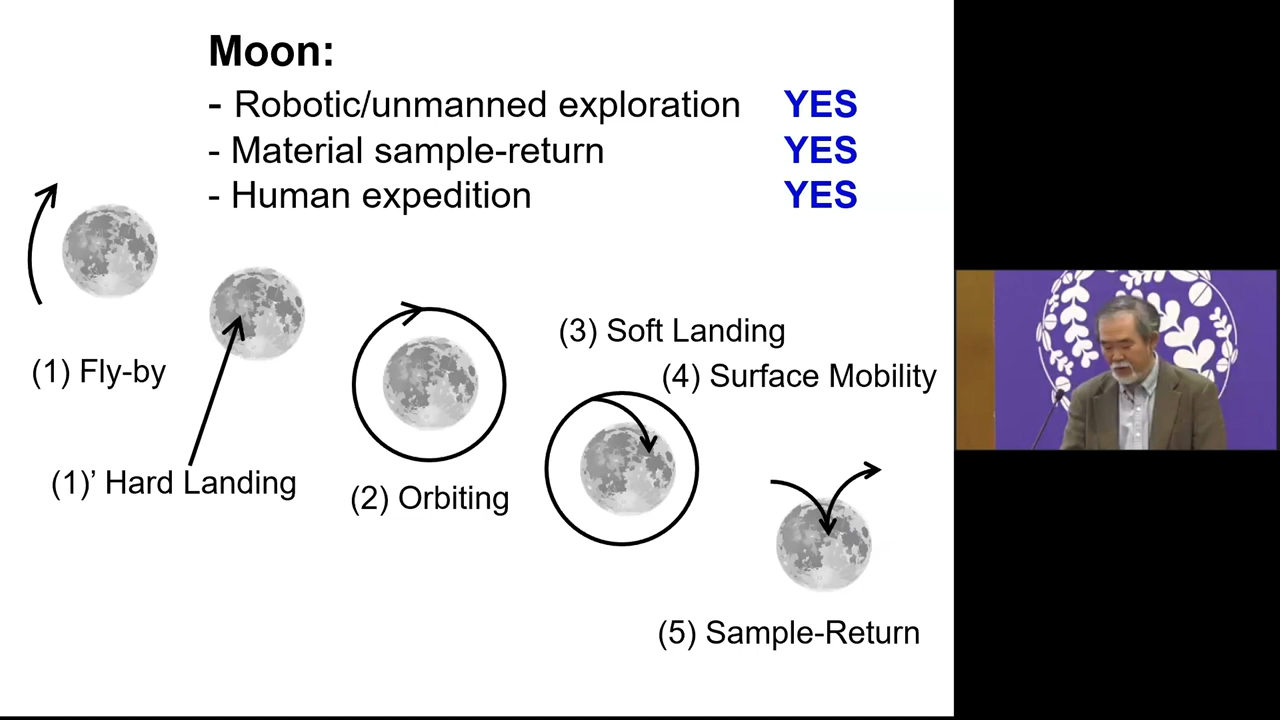 Moon:
- Robotic/unmanned exploration YES
- Material sample-return YES
- Human expedition YES
(1) Fly-by
(1)’ Hard Landing
(2) Orbiting
(3) Soft Landing
(4) Surface Mobility
(5) Sample-Return